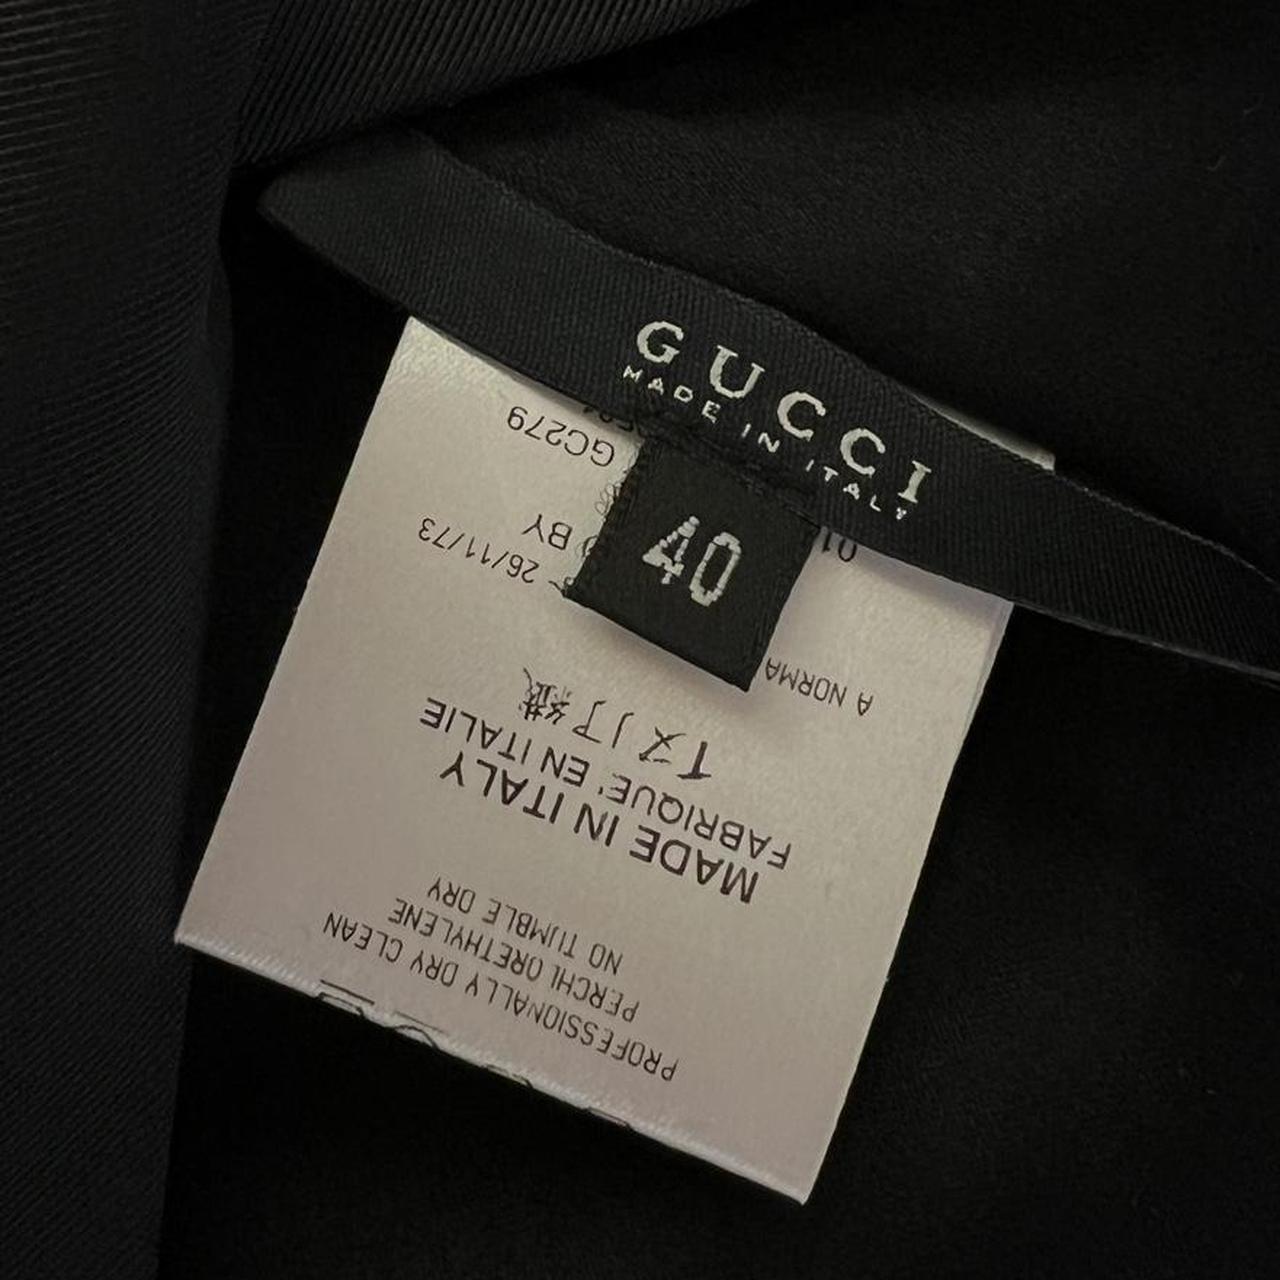 GUCCI
MADE IN ITALY
40
PROFESSIONALLY DRY CLEAN
PERCHLORETHYLENE
NO TUMBLE DRY
MADE IN ITALY
FABRIQUE' EN ITALIE
A NORMA
26/11/73
BY
GC279